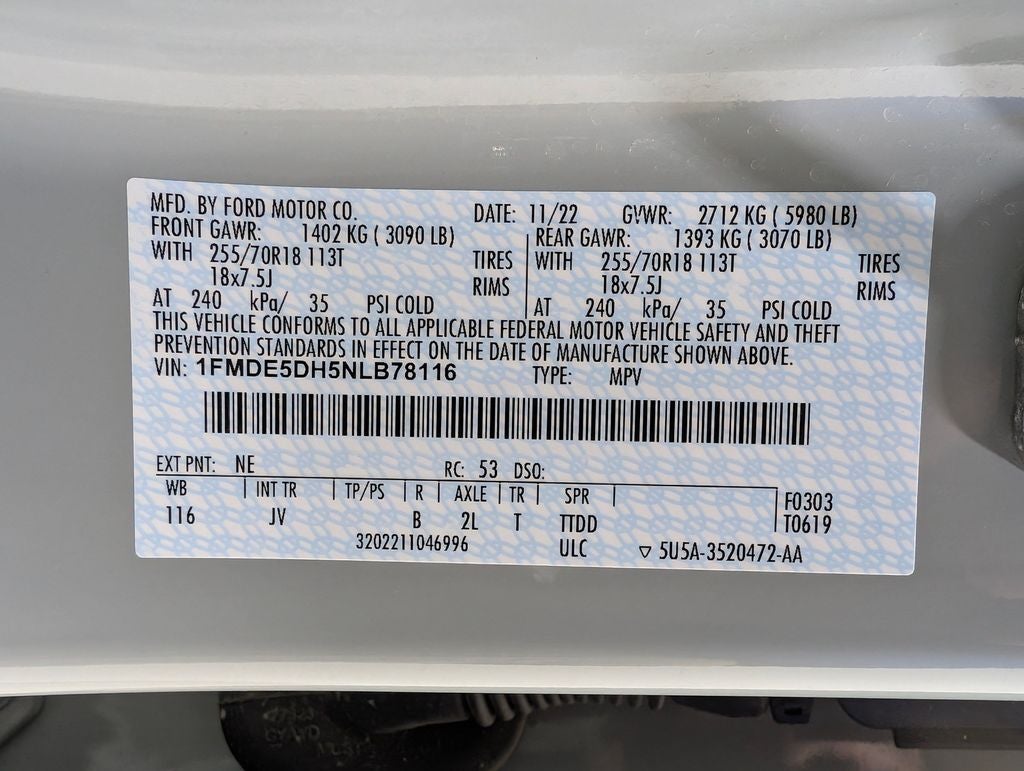 MFD. BY FORD MOTOR CO. DATE: 11/22 GVWR: 2712 KG ( 5980 LB)
FRONT GAWR: 1402 KG ( 3090 LB) REAR GAWR: 1393 KG ( 3070 LB)
WITH 255/70R18 113T TIRES WITH 255/70R18 113T TIRES
18x7.5J RIMS 18x7.5J RIMS
AT 240 kPa/ 35 PSI COLD AT 240 kPa/ 35 PSI COLD
THIS VEHICLE CONFORMS TO ALL APPLICABLE FEDERAL MOTOR VEHICLE SAFETY AND THEFT
PREVENTION STANDARDS IN EFFECT ON THE DATE OF MANUFACTURE SHOWN ABOVE.
VIN: 1FMDE5DH5NLB78116 TYPE: MPV
EXT PNT: NE RC: 53 DSO:
WB INT TR TP/PS R AXLE TR SPR F0303
116 JV B 2L T TTDD T0619
3202211046996 ULC ▽ 5U5A-3520472-AA